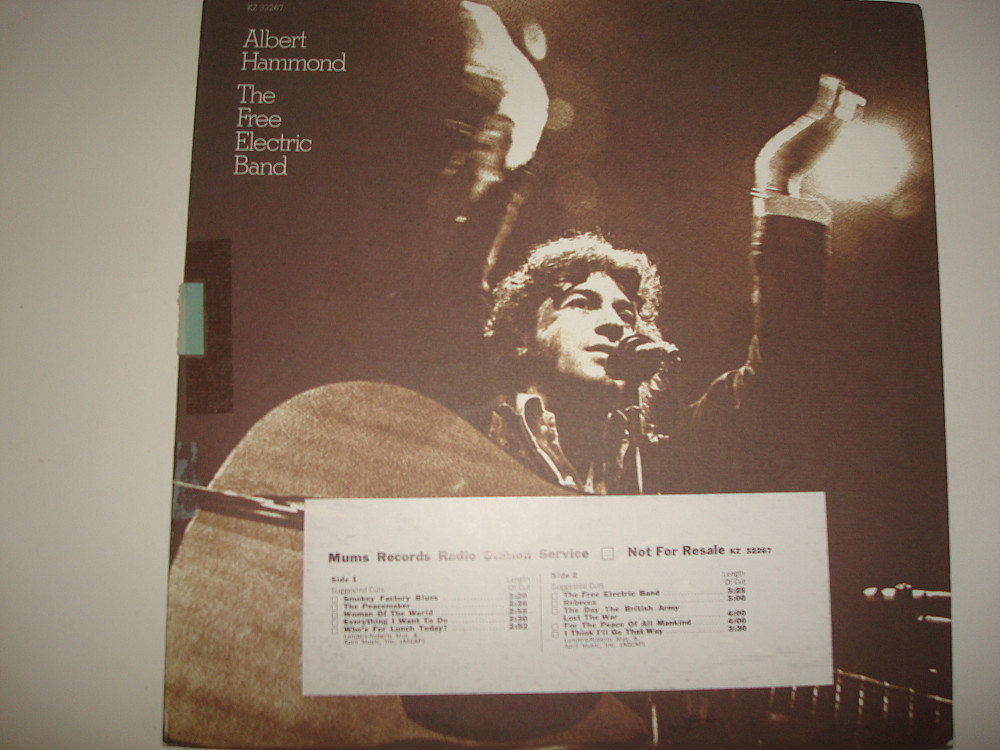 KZ 32267
Albert
Hammond
The
Free
Electric
Band
Mums Records Radio Station Service Not For Resale KZ 32267
Side 1
Length
Suggested Cuts Of Cut
Smokey Factory Blues 3:20
The Peacemaker 2:36
Woman Of The World 2:58
Everything I Want To Do 2:30
Who's For Lunch Today? 2:52
Landers-Roberts Mus. &
April Music, Inc. (ASCAP)
Side 2
Length
Suggested Cuts Of Cut
The Free Electric Band 3:25
Rebecca 3:00
The Day The British Army
Lost The War 4:00
For The Peace Of All Mankind 4:00
I Think I'll Go That Way 3:30
Landers-Roberts Mus. &
April Music, Inc. (ASCAP)